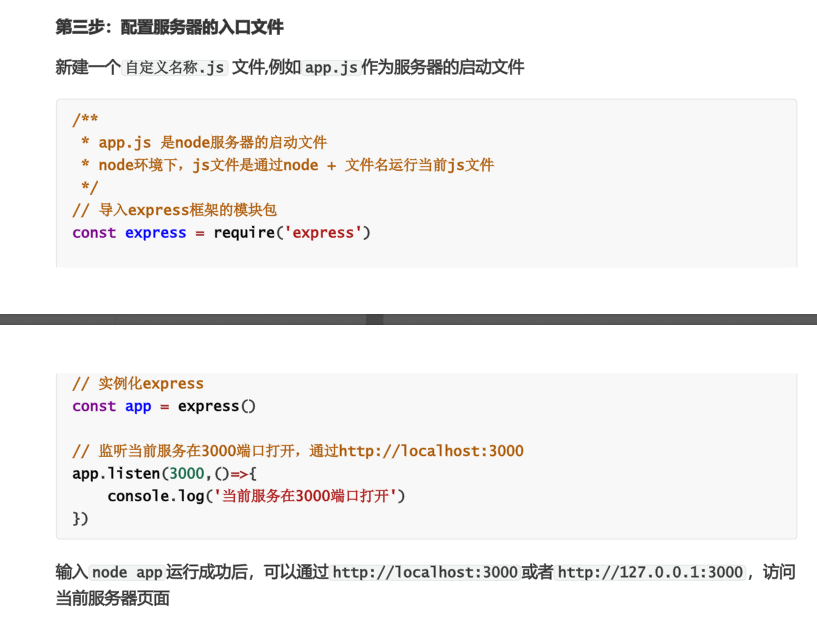 第三步：配置服务器的入口文件
新建一个 自定义名称.js 文件,例如 app.js 作为服务器的启动文件
/**
 * app.js 是node服务器的启动文件
 * node环境下，js文件是通过node + 文件名运行当前js文件
 */
// 导入express框架的模块包
const express = require('express')
// 实例化express
const app = express()
// 监听当前服务在3000端口打开，通过http://localhost:3000
app.listen(3000,()=>{
    console.log('当前服务在3000端口打开')
})
输入 node app 运行成功后，可以通过 http://localhost:3000 或者 http://127.0.0.1:3000 ，访问
当前服务器页面